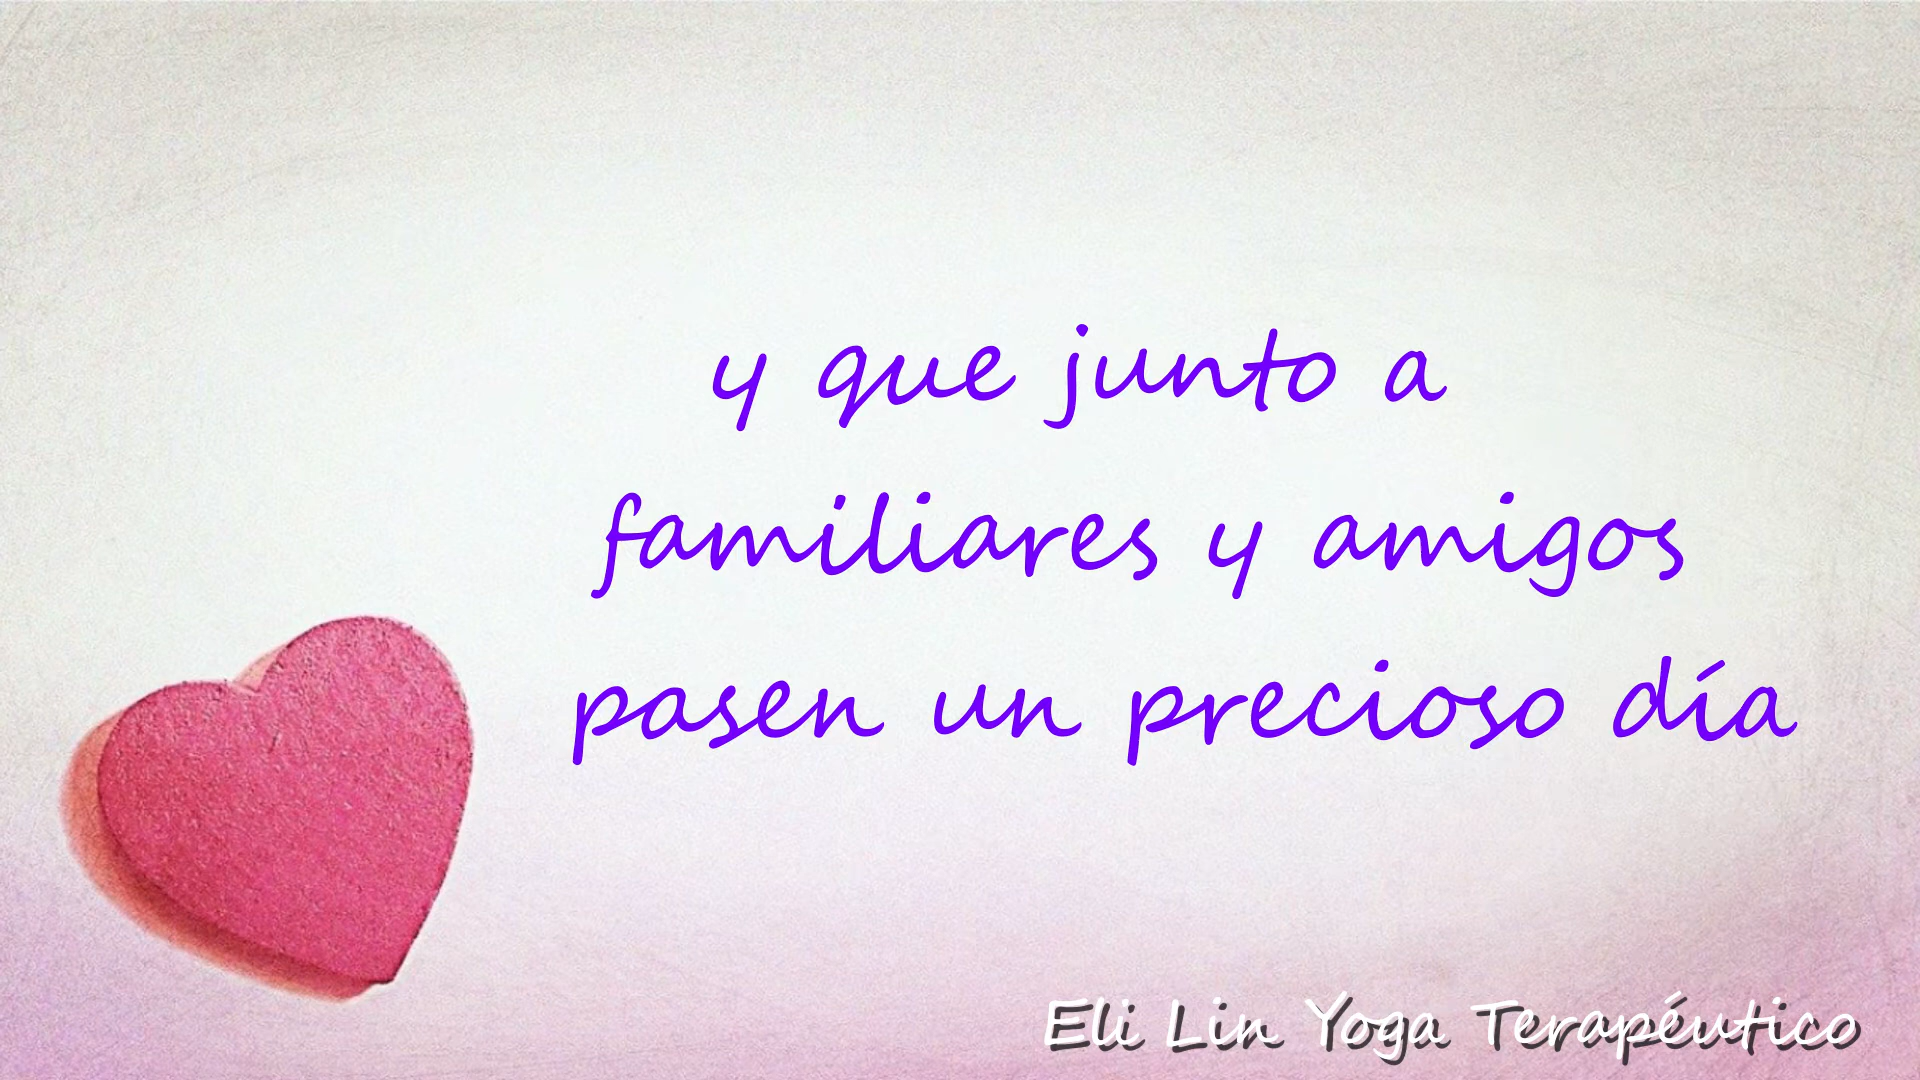 y que junto a
familiares y amigos
pasen un precioso día
Eli Lin Yoga Terapéutico